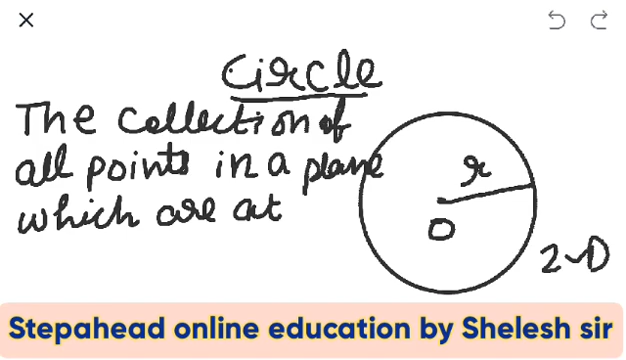 Circle
The collection of
all points in a plane
which are at
r
O
2-D
Stepahead online education by Shelesh sir